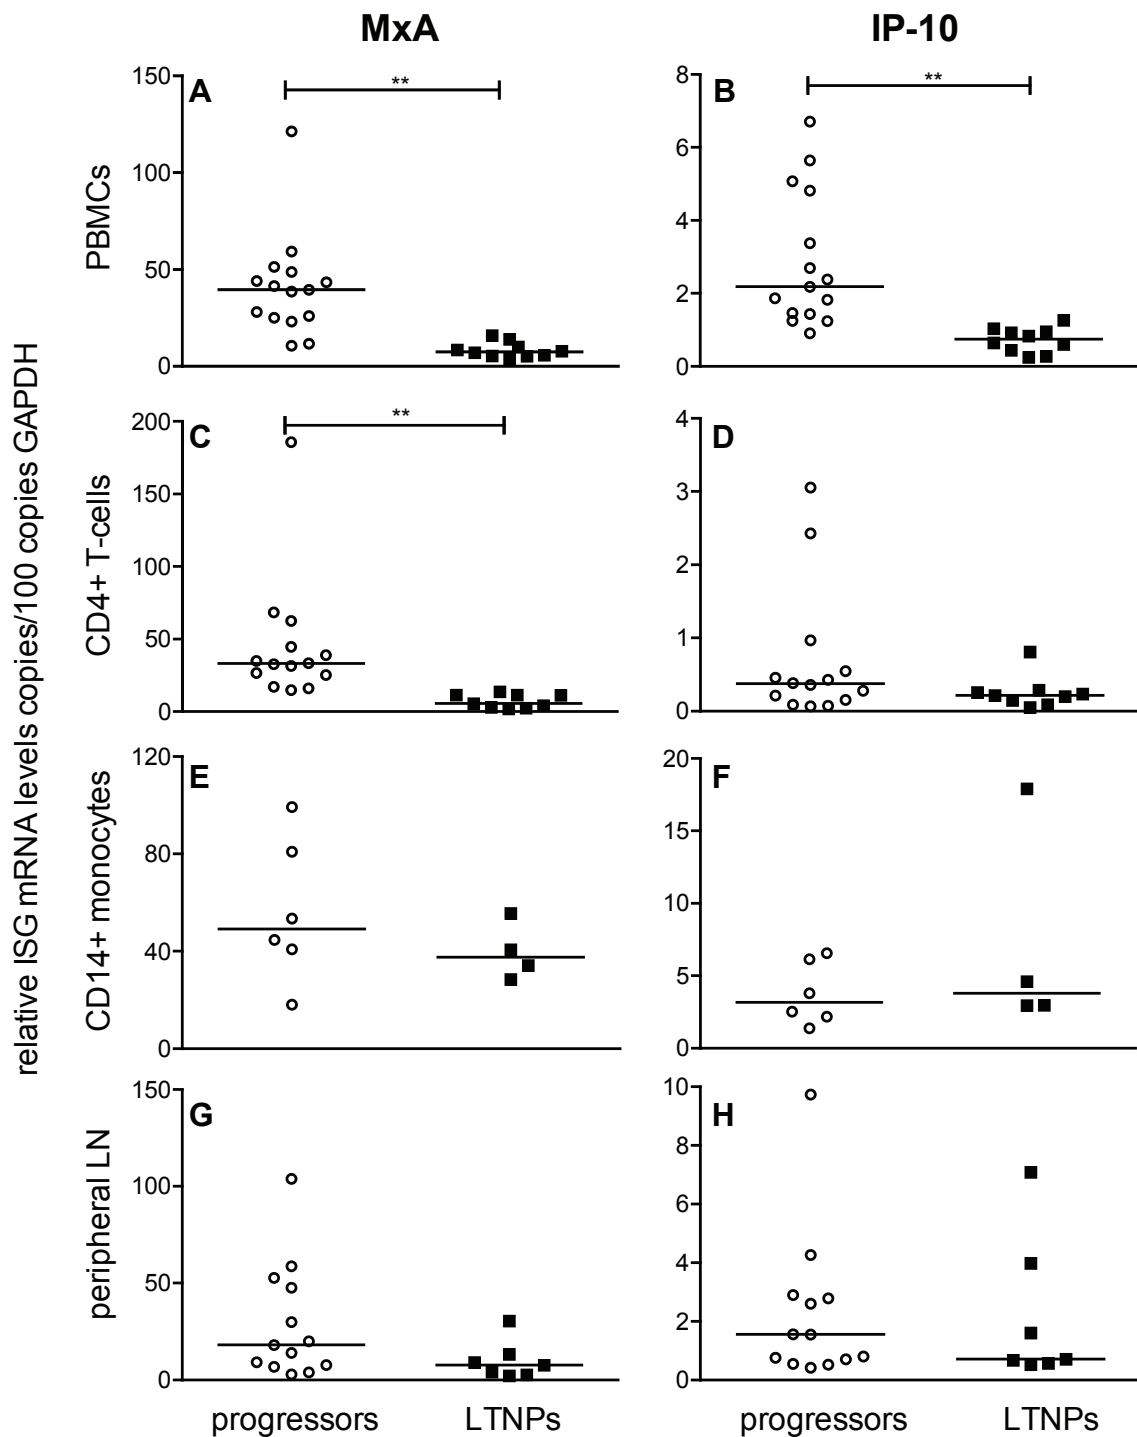 MxA
IP-10
relative ISG mRNA levels copies/100 copies GAPDH
PBMCs
A
**
150
100
50
0
B
**
8
6
4
2
0
CD4+ T-cells
C
**
200
150
100
50
0
D
4
3
2
1
0
CD14+ monocytes
E
120
80
40
0
F
20
15
10
5
0
peripheral LN
G
150
100
50
0
H
10
8
6
4
2
0
progressors
LTNPs
progressors
LTNPs